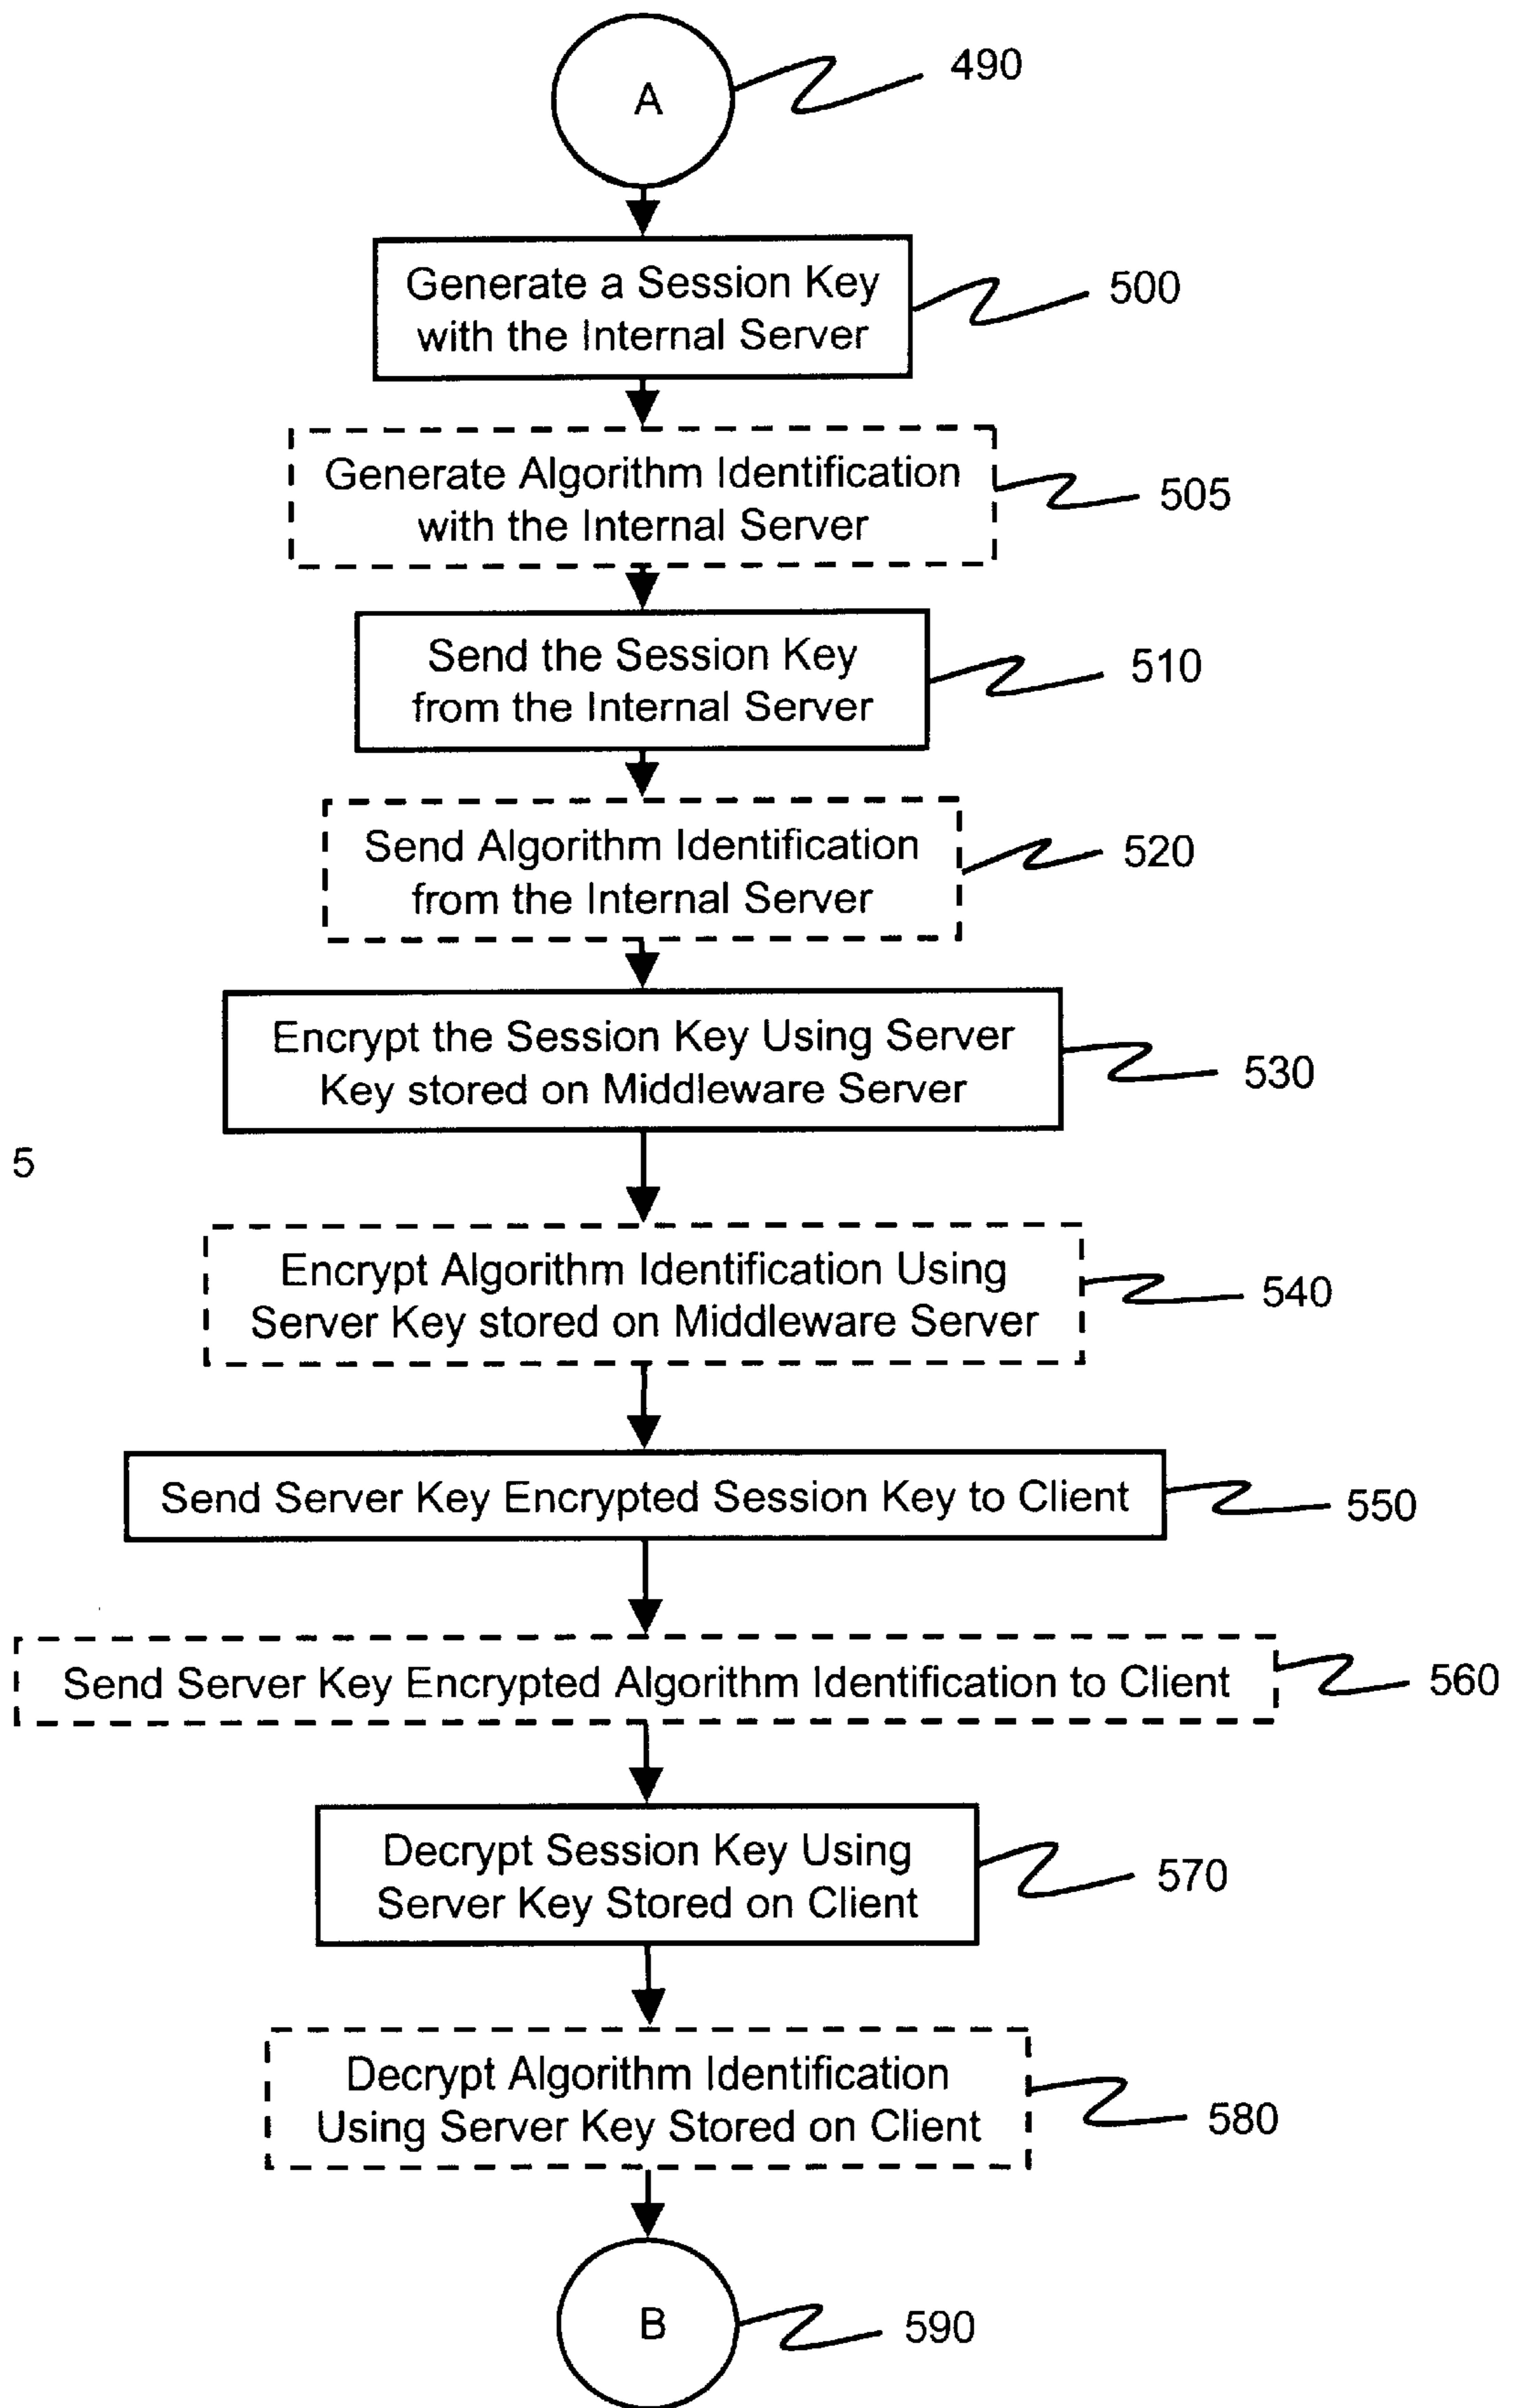 A
490
Generate a Session Key
with the Internal Server
500
Generate Algorithm Identification
with the Internal Server
505
Send the Session Key
from the Internal Server
510
Send Algorithm Identification
from the Internal Server
520
Encrypt the Session Key Using Server
Key stored on Middleware Server
530
5
Encrypt Algorithm Identification Using
Server Key stored on Middleware Server
540
Send Server Key Encrypted Session Key to Client
550
Send Server Key Encrypted Algorithm Identification to Client
560
Decrypt Session Key Using
Server Key Stored on Client
570
Decrypt Algorithm Identification
Using Server Key Stored on Client
580
B
590